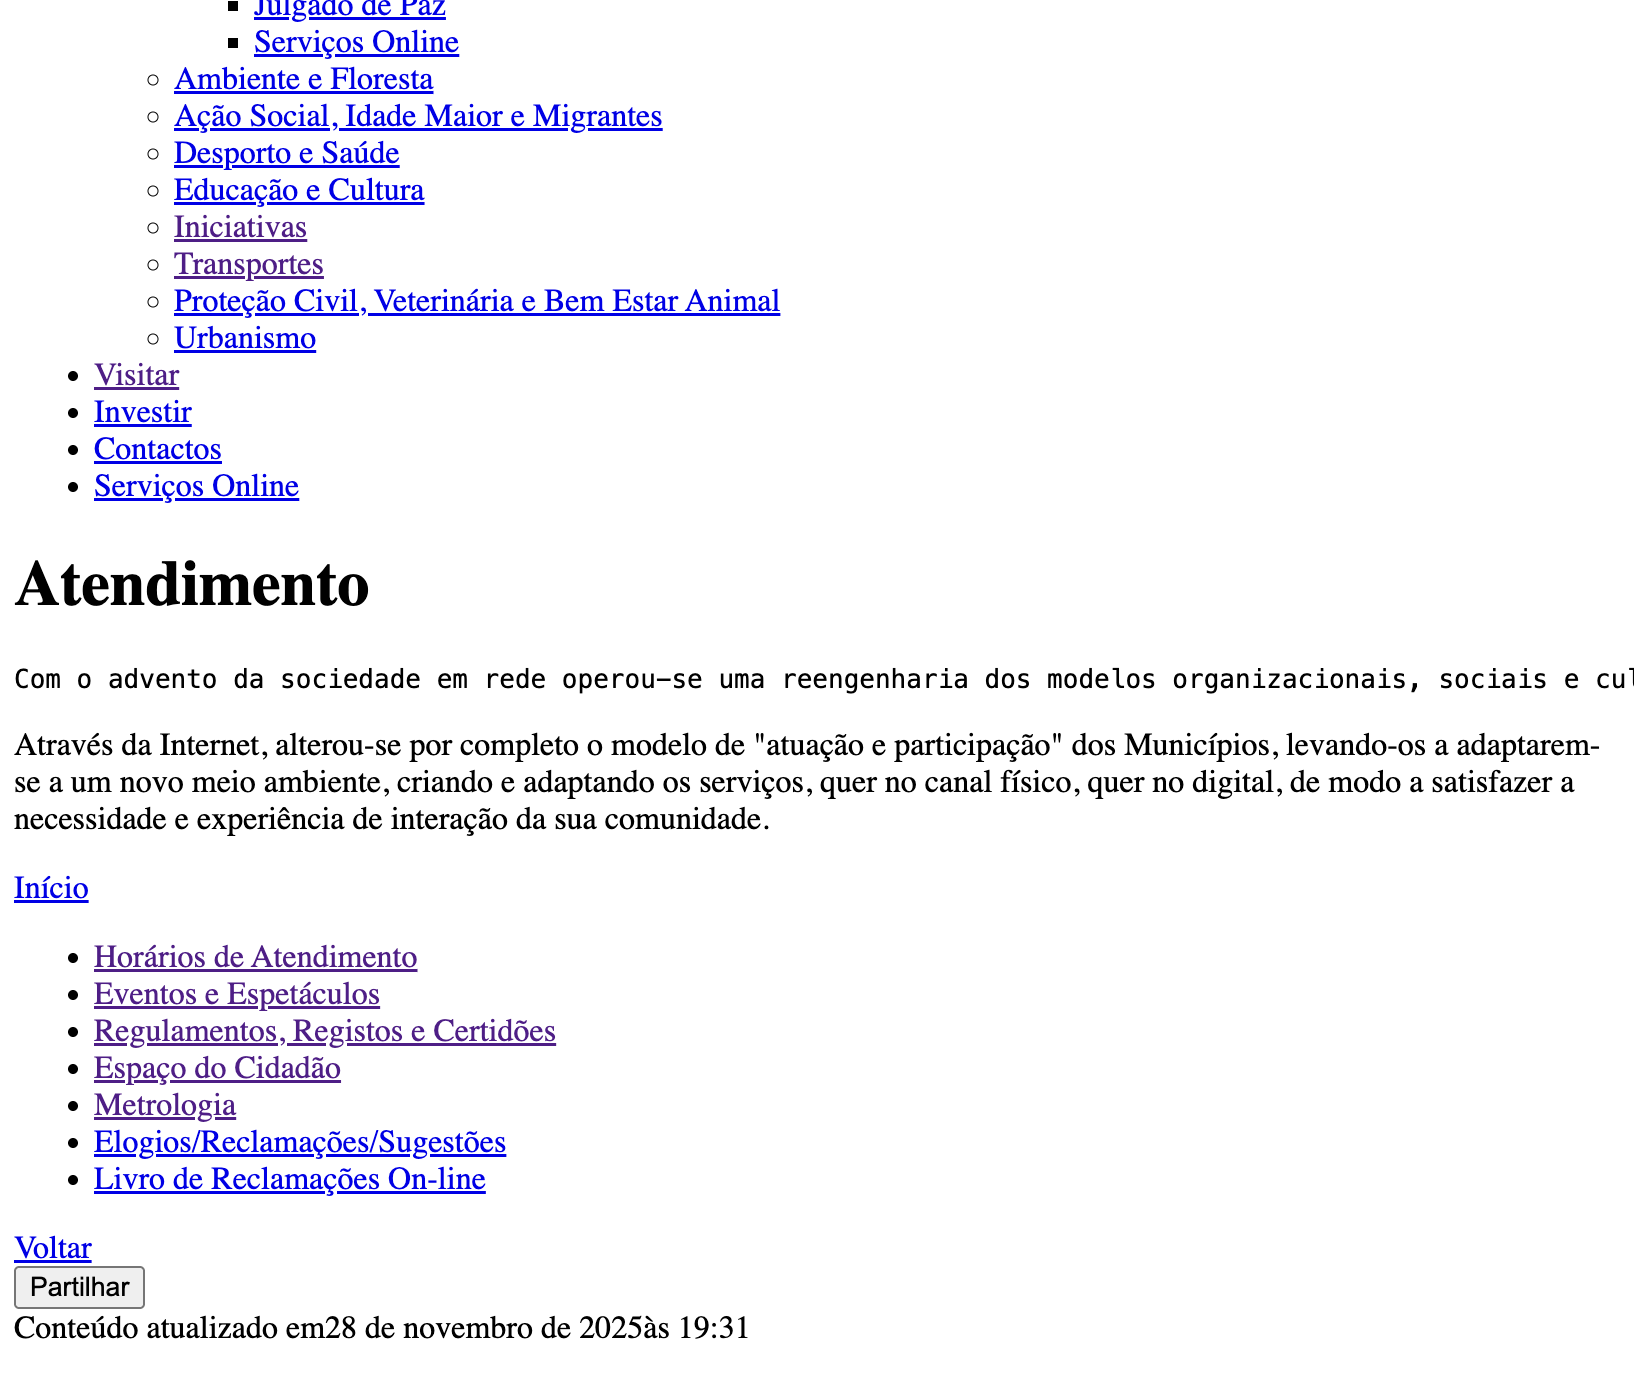 Julgado de Paz
Serviços Online
Ambiente e Floresta
Ação Social, Idade Maior e Migrantes
Desporto e Saúde
Educação e Cultura
Iniciativas
Transportes
Proteção Civil, Veterinária e Bem Estar Animal
Urbanismo
Visitar
Investir
Contactos
Serviços Online
Atendimento
Com o advento da sociedade em rede operou-se uma reengenharia dos modelos organizacionais, sociais e
Através da Internet, alterou-se por completo o modelo de "atuação e participação" dos Municípios, levando-os a adaptarem-
se a um novo meio ambiente, criando e adaptando os serviços, quer no canal físico, quer no digital, de modo a satisfazer a
necessidade e experiência de interação da sua comunidade.
Início
Horários de Atendimento
Eventos e Espetáculos
Regulamentos, Registos e Certidões
Espaço do Cidadão
Metrologia
Elogios/Reclamações/Sugestões
Livro de Reclamações On-line
Voltar
Partilhar
Conteúdo atualizado em28 de novembro de 2025às 19:31